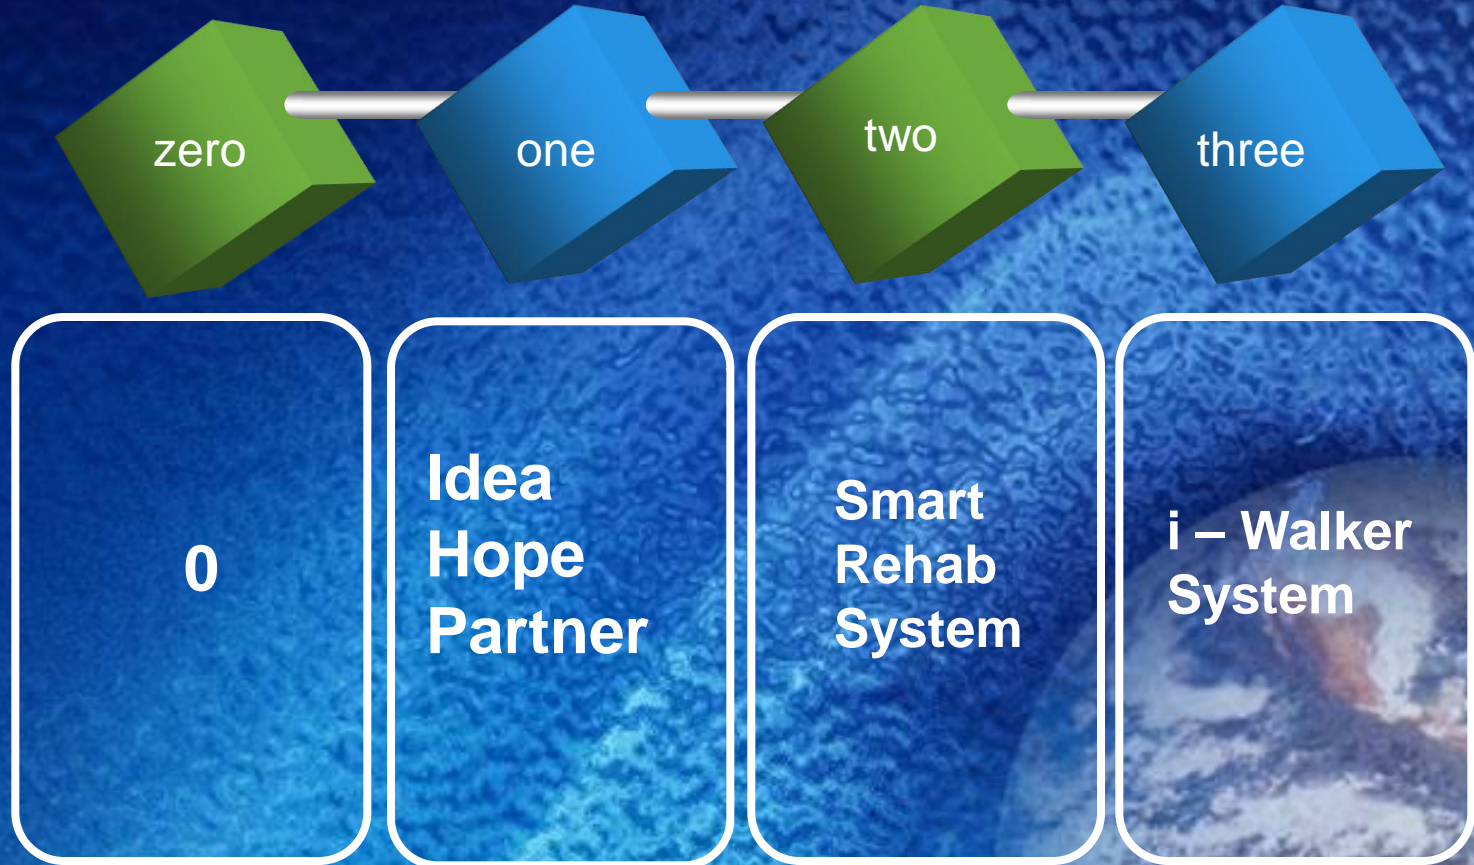 zero
one
two
three
0
Idea
Hope
Partner
Smart
Rehab
System
i – Walker
System